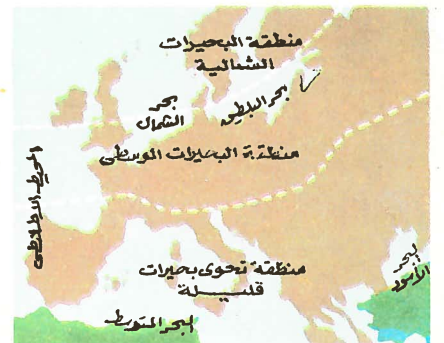 منطقة البحيرات
الشمالية
بحر البلطيق
بحر
الشمال
منطقة البحيرات الوسطى
المحيط الاطلطى
منطقة تحوى بحيرات
قليلة
البحر
الأسود
البحر المتوسط